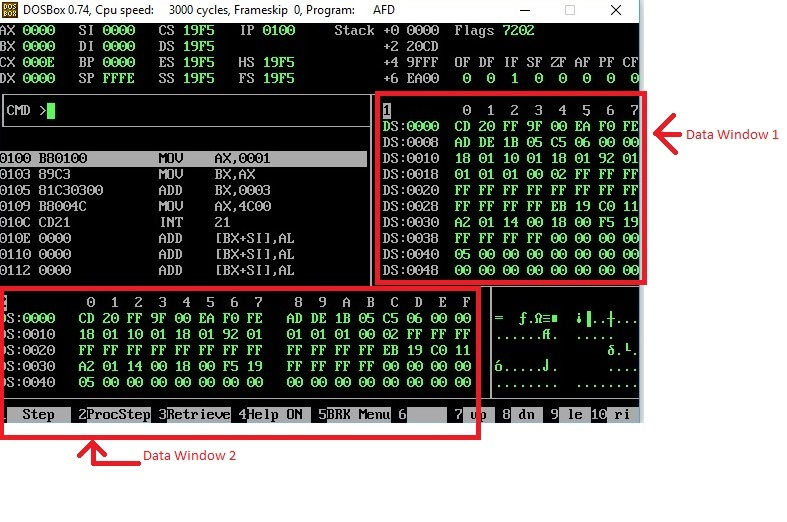 DOSBox 0.74, Cpu speed: 3000 cycles, Frameskip 0, Program: AFD
AX 0000 SI 0000 CS 19F5 IP 0100 Stack +0 0000 Flags 7202
BX 0000 DI 0000 DS 19F5 +2 20CD
CX 000E BP 0000 ES 19F5 HS 19F5 +4 9FFF OF DF IF SF ZF AF PF CF
DX 0000 SP FFFE SS 19F5 FS 19F5 +6 EA00 0 0 1 0 0 0 0 0
CMD >
0100 B80100 MOV AX,0001
0103 89C3 MOV BX,AX
0105 81C30300 ADD BX,0003
0109 B8004C MOV AX,4C00
010C CD21 INT 21
010E 0000 ADD [BX+SI],AL
0110 0000 ADD [BX+SI],AL
0112 0000 ADD [BX+SI],AL
1 0 1 2 3 4 5 6 7
DS:0000 CD 20 FF 9F 00 EA F0 FE
DS:0008 AD DE 1B 05 C5 06 00 00
DS:0010 18 01 10 01 18 01 92 01
DS:0018 01 01 01 00 02 FF FF FF
DS:0020 FF FF FF FF FF FF FF FF
DS:0028 FF FF FF FF EB 19 C0 11
DS:0030 A2 01 14 00 18 00 F5 19
DS:0038 FF FF FF FF 00 00 00 00
DS:0040 05 00 00 00 00 00 00 00
DS:0048 00 00 00 00 00 00 00 00
Data Window 1
2 0 1 2 3 4 5 6 7 8 9 A B C D E F
DS:0000 CD 20 FF 9F 00 EA F0 FE AD DE 1B 05 C5 06 00 00
DS:0010 18 01 10 01 18 01 92 01 01 01 01 00 02 FF FF FF
DS:0020 FF FF FF FF FF FF FF FF FF FF FF FF EB 19 C0 11
DS:0030 A2 01 14 00 18 00 F5 19 FF FF FF FF 00 00 00 00
DS:0040 05 00 00 00 00 00 00 00 00 00 00 00 00 00 00 00
= ƒ.Ω≡■ ¡▐..┼...
......ff. .....
δ.└.
ó.....J. ....
........ ........
1 Step 2ProcStep 3Retrieve 4Help ON 5BRK Menu 6 7 up 8 dn 9 le 10 ri
Data Window 2